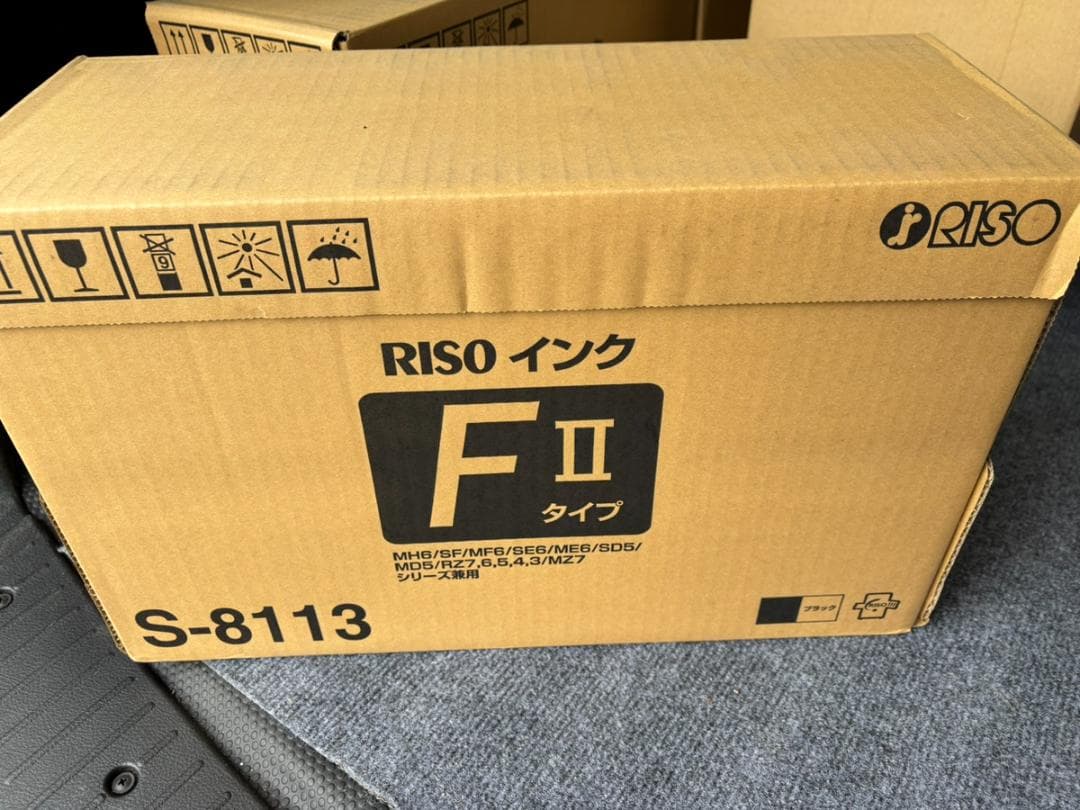 RISO
9
RISO インク
F II
タイプ
MH6/SF/MF6/SE6/ME6/SD5/
MD5/RZ7,6,5,4,3/MZ7
シリーズ兼用
S-8113
ブラック